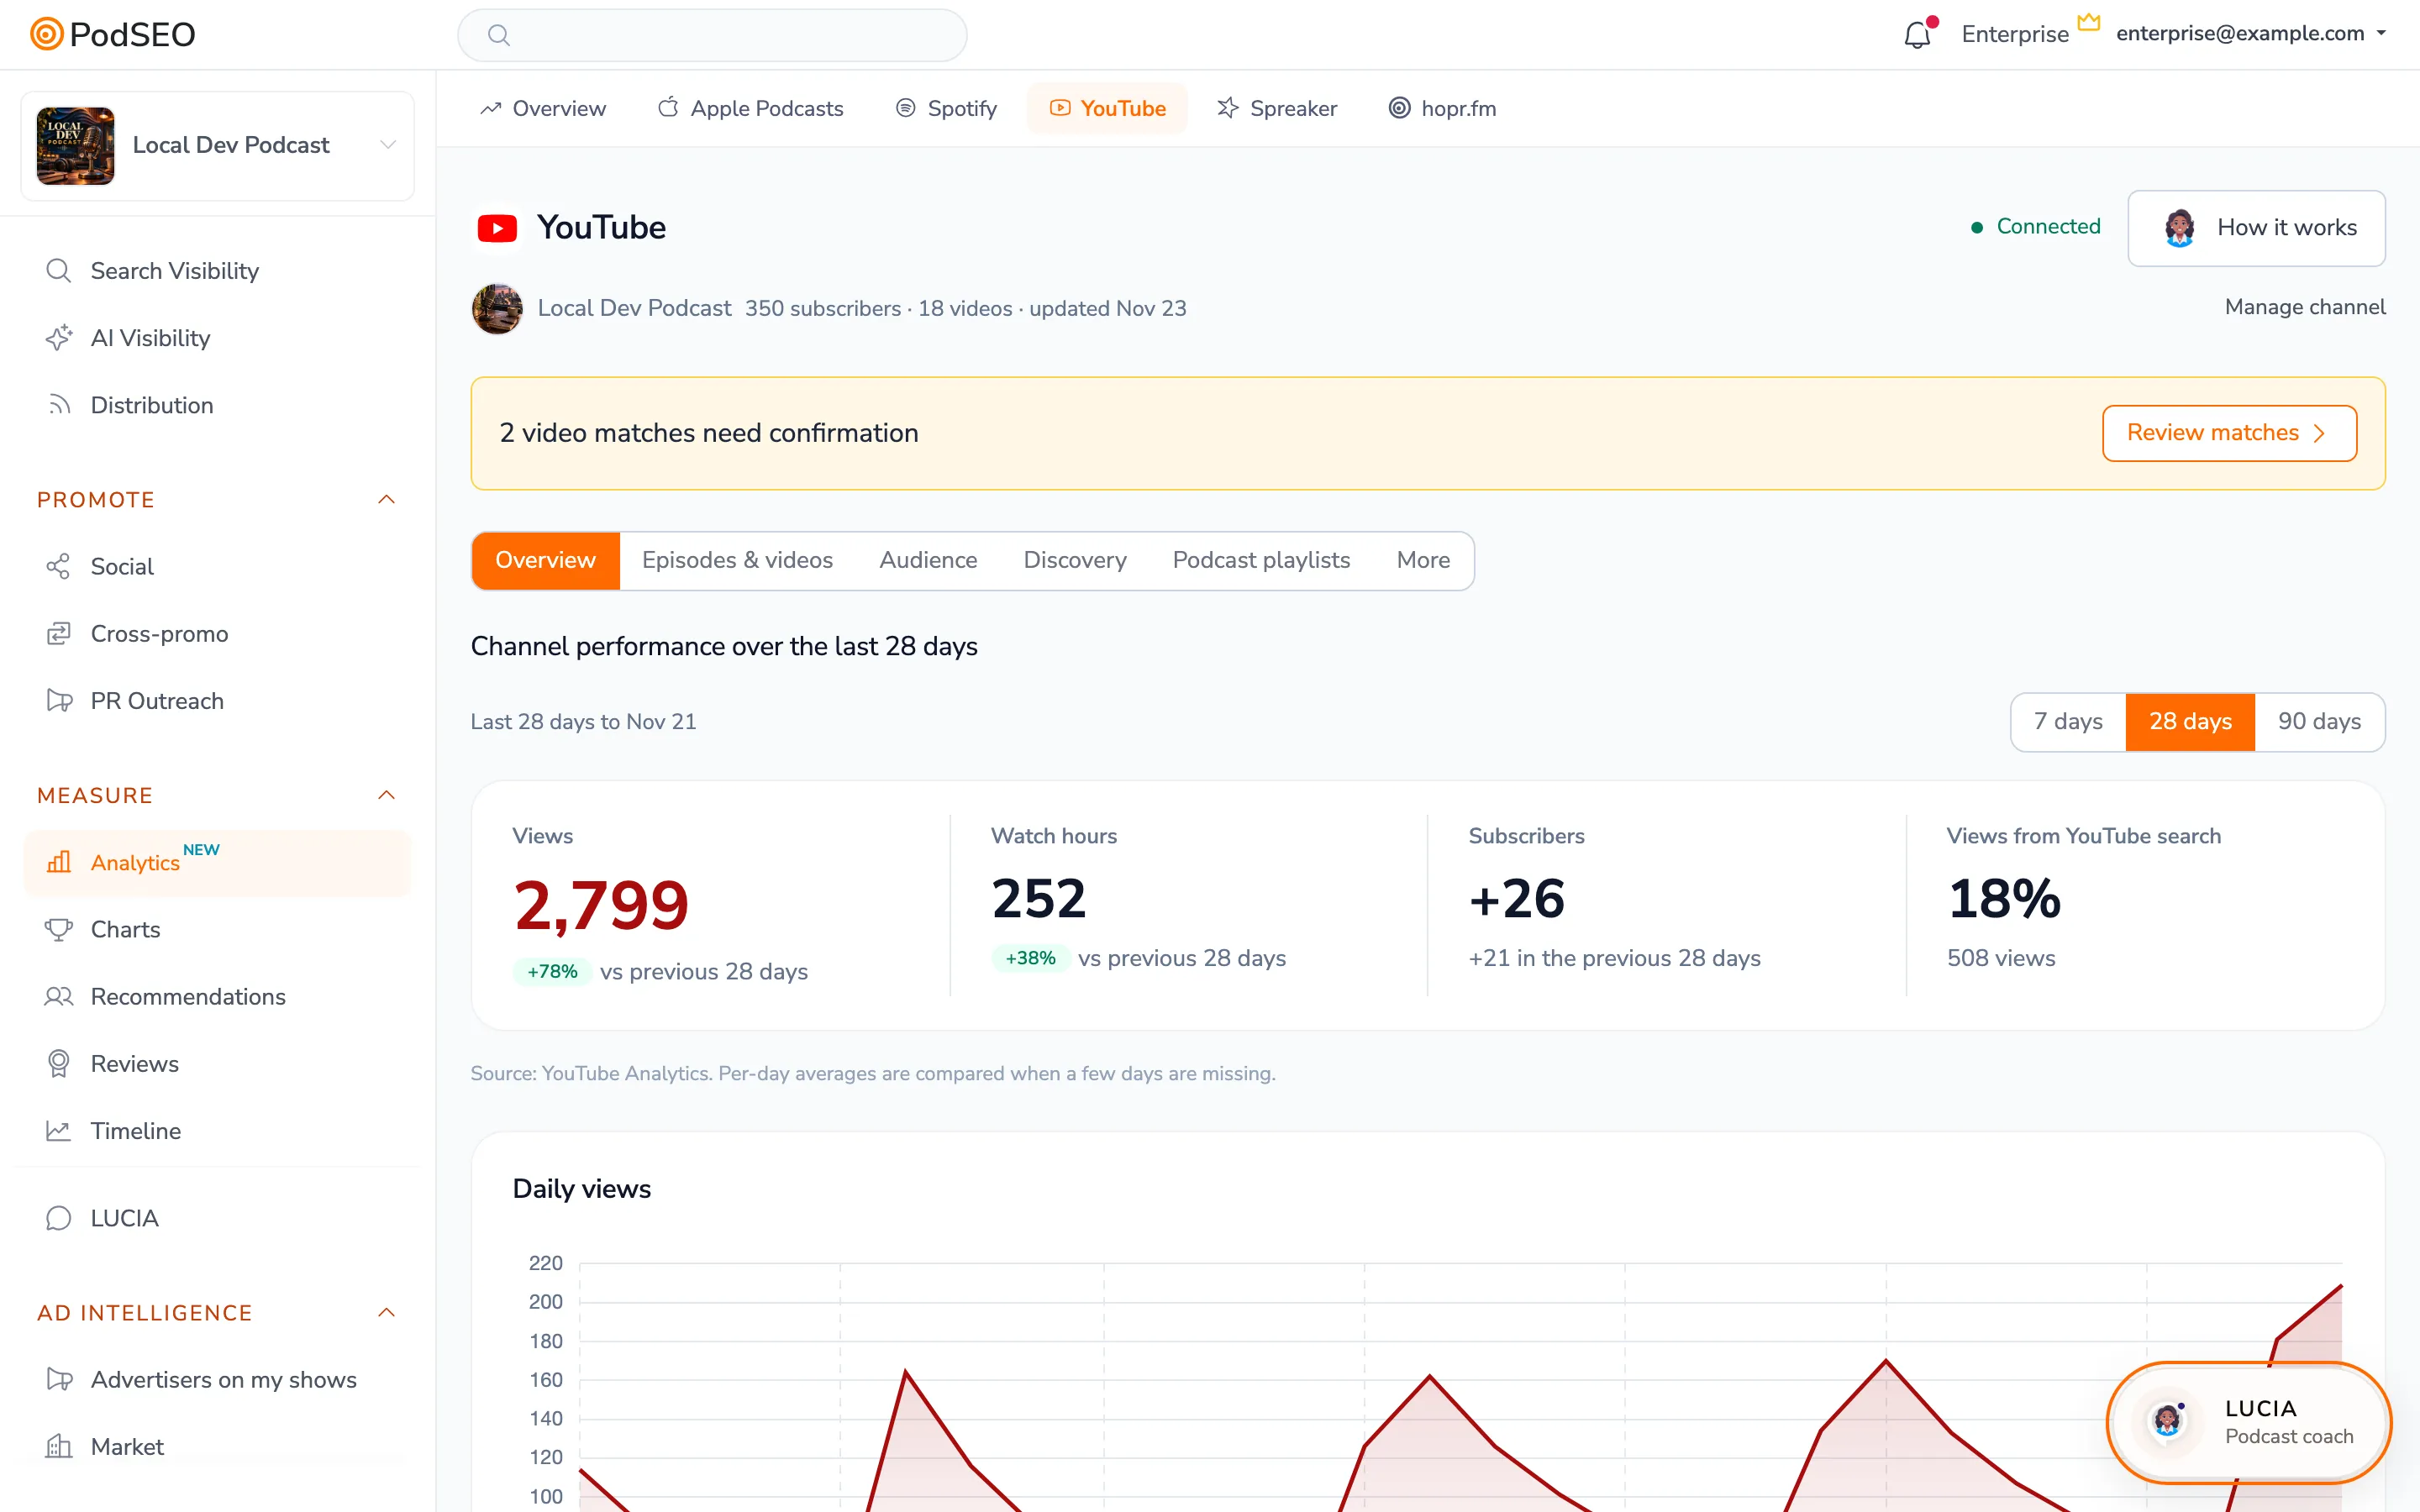 PodSEO
Enterprise
enterprise@example.com
LOCAL
DEV
PODCAST
Local Dev Podcast
Search Visibility
AI Visibility
Distribution
PROMOTE
Social
Cross-promo
PR Outreach
MEASURE
Analytics NEW
Charts
Recommendations
Reviews
Timeline
LUCIA
AD INTELLIGENCE
Advertisers on my shows
Market
Overview
Apple Podcasts
Spotify
YouTube
Spreaker
hopr.fm
YouTube
Connected
How it works
Local Dev Podcast 350 subscribers · 18 videos · updated Nov 23
Manage channel
2 video matches need confirmation
Review matches
Overview
Episodes & videos
Audience
Discovery
Podcast playlists
More
Channel performance over the last 28 days
Last 28 days to Nov 21
7 days
28 days
90 days
Views
2,799
+78% vs previous 28 days
Watch hours
252
+38% vs previous 28 days
Subscribers
+26
+21 in the previous 28 days
Views from YouTube search
18%
508 views
Source: YouTube Analytics. Per-day averages are compared when a few days are missing.
Daily views
220
200
180
160
140
120
100
LUCIA
Podcast coach